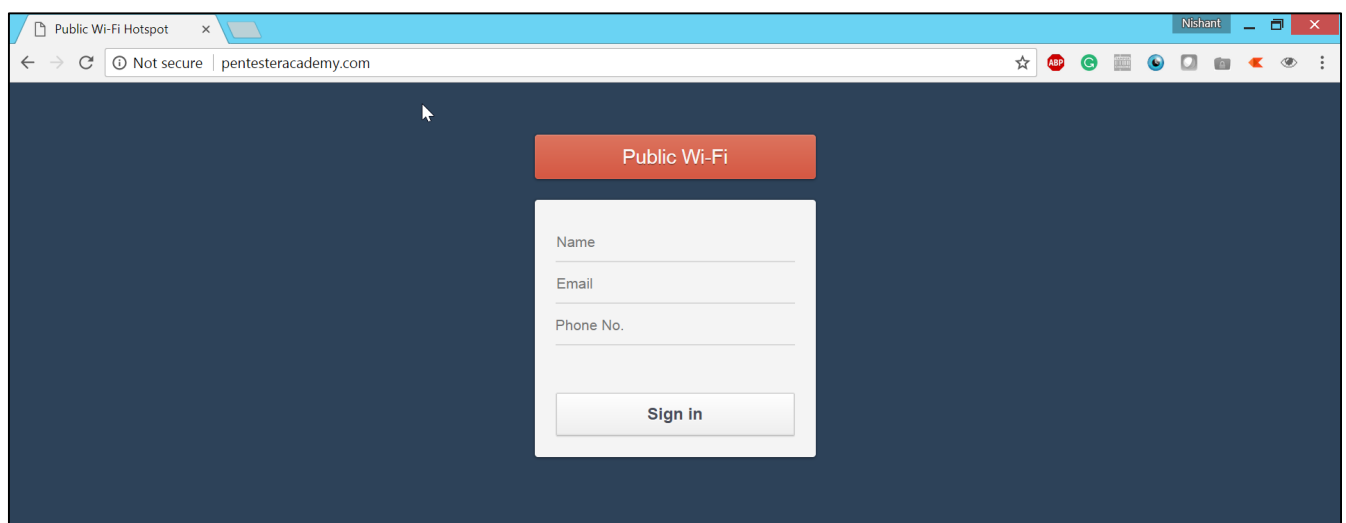 Public Wi-Fi Hotspot
Nishant
Not secure pentesteracademy.com
ABP
Public Wi-Fi
Name
Email
Phone No.
Sign in